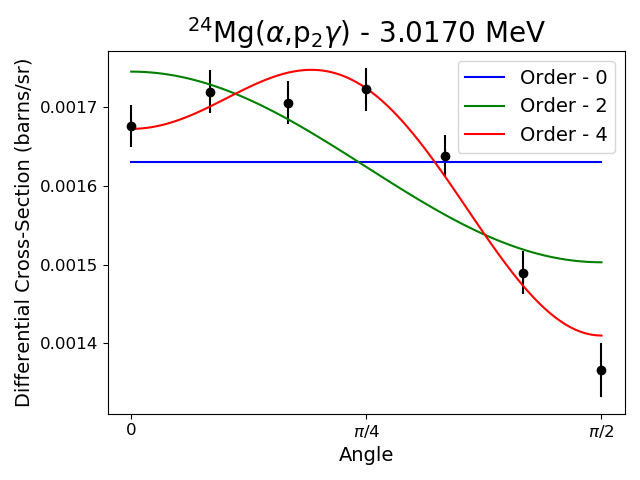 ²⁴Mg(α,p₂γ) - 3.0170 MeV
Order - 0
Order - 2
Order - 4
Differential Cross-Section (barns/sr)
0.0017
0.0016
0.0015
0.0014
0 π/4 π/2
Angle